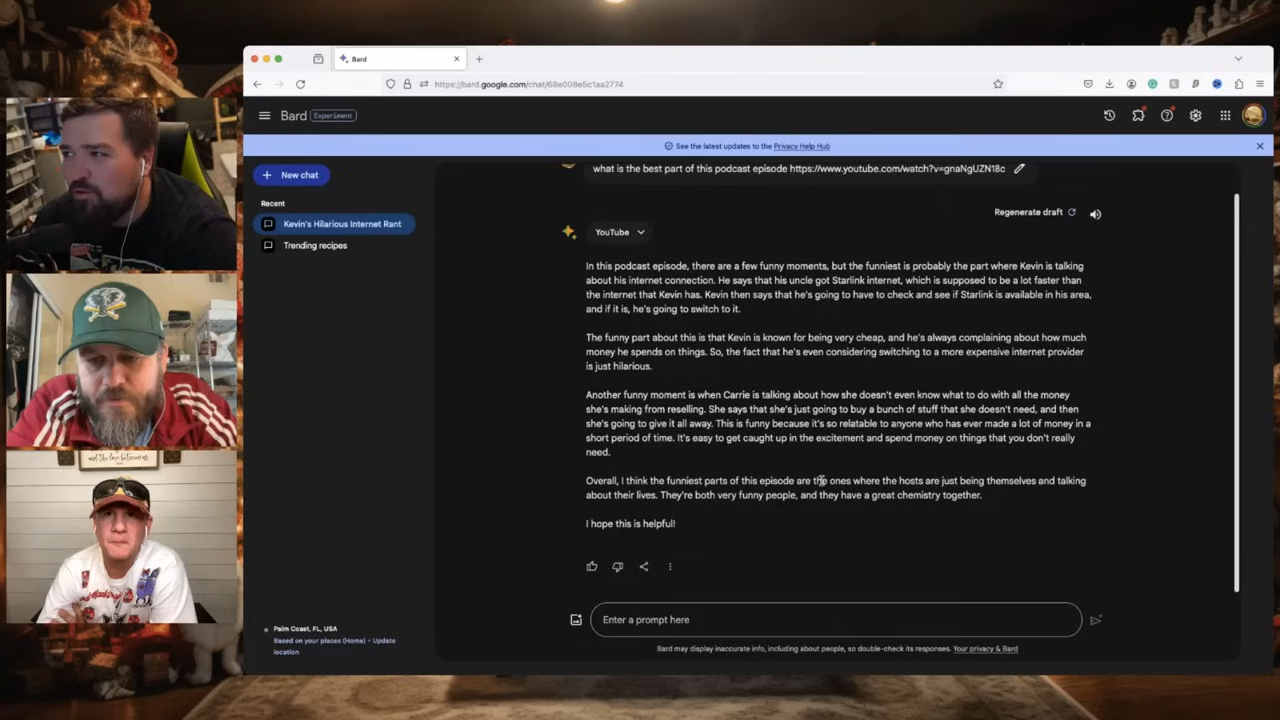 Bard
https://bard.google.com/chat/68e008e5c1aa2774
Bard Experiment
See the latest updates to the Privacy Help Hub
New chat
Recent
Kevin's Hilarious Internet Rant
Trending recipes
what is the best part of this podcast episode https://www.youtube.com/watch?v=gnaNgUZN18c
Regenerate draft
YouTube
In this podcast episode, there are a few funny moments, but the funniest is probably the part where Kevin is talking
about his internet connection. He says that his uncle got Starlink internet, which is supposed to be a lot faster than
the internet that Kevin has. Kevin then says that he's going to have to check and see if Starlink is available in his area,
and if it is, he's going to switch to it.
The funny part about this is that Kevin is known for being very cheap, and he's always complaining about how much
money he spends on things. So, the fact that he's even considering switching to a more expensive internet provider
is just hilarious.
Another funny moment is when Carrie is talking about how she doesn't even know what to do with all the money
she's making from reselling. She says that she's just going to buy a bunch of stuff that she doesn't need, and then
she's going to give it all away. This is funny because it's so relatable to anyone who has ever made a lot of money in a
short period of time. It's easy to get caught up in the excitement and spend money on things that you don't really
need.
Overall, I think the funniest parts of this episode are the ones where the hosts are just being themselves and talking
about their lives. They're both very funny people, and they have a great chemistry together.
I hope this is helpful!
Enter a prompt here
Bard may display inaccurate info, including about people, so double-check its responses. Your privacy & Bard
Palm Coast, FL, USA
Based on your places (Home) • Update
location
and the love between us